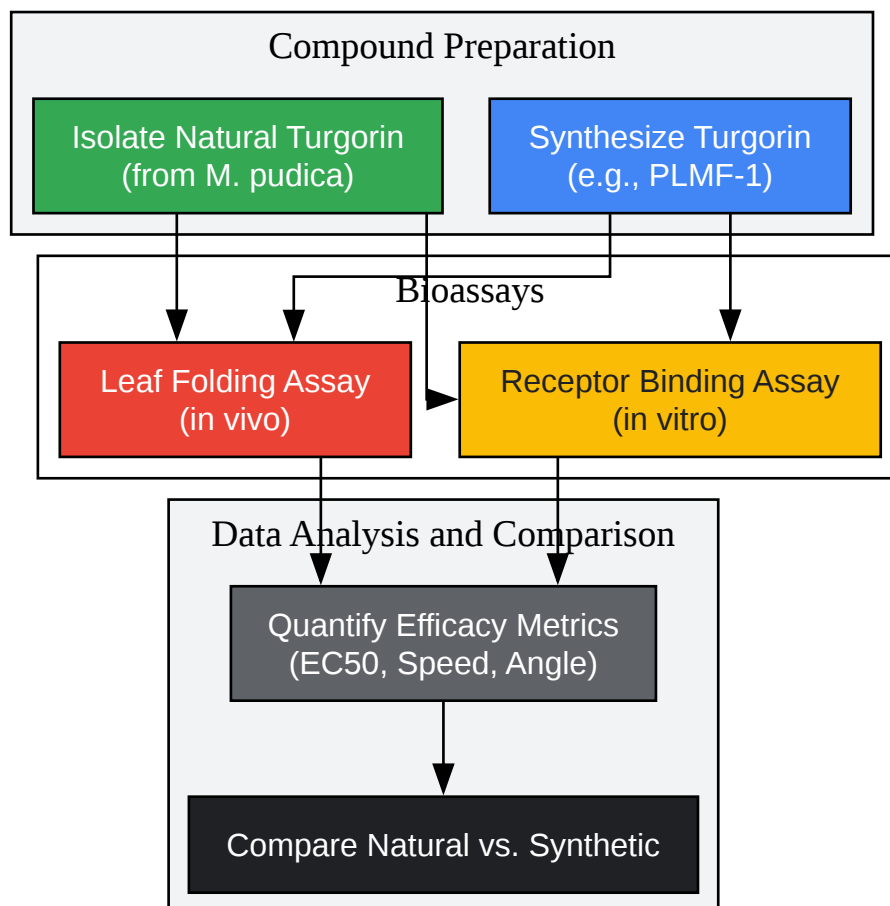 Compound Preparation
Isolate Natural Turgorin
(from M. pudica)
Synthesize Turgorin
(e.g., PLMF-1)
Bioassays
Leaf Folding Assay
(in vivo)
Receptor Binding Assay
(in vitro)
Data Analysis and Comparison
Quantify Efficacy Metrics
(EC50, Speed, Angle)
Compare Natural vs. Synthetic